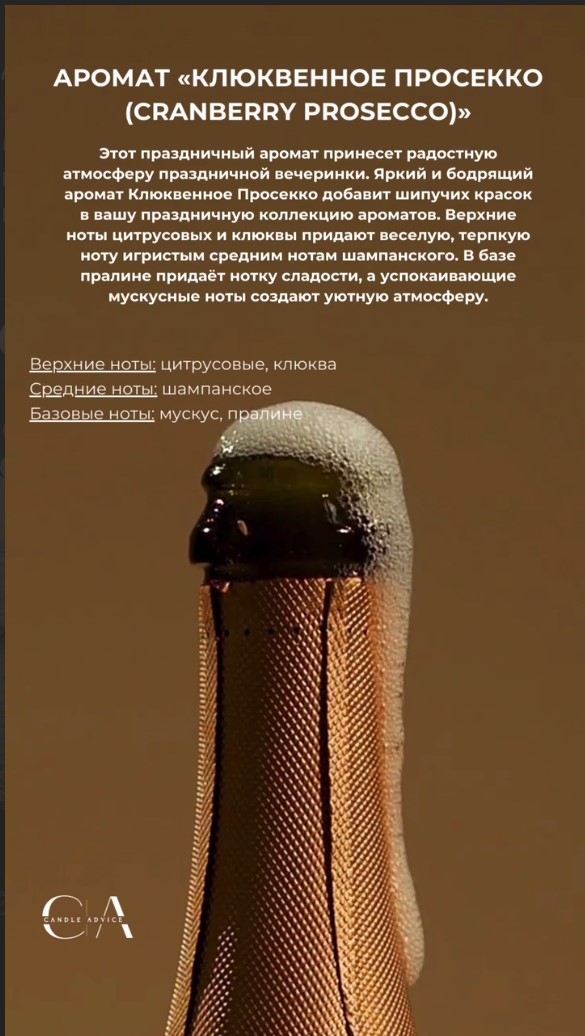 АРОМАТ «КЛЮКВЕННОЕ ПРОСЕККО
(CRANBERRY PROSECCO)»
Этот праздничный аромат принесет радостную
атмосферу праздничной вечеринки. Яркий и бодрящий
аромат Клюквенное Просекко добавит шипучих красок
в вашу праздничную коллекцию ароматов. Верхние
ноты цитрусовых и клюквы придают веселую, терпкую
ноту игристым средним нотам шампанского. В базе
пралине придаёт нотку сладости, а успокаивающие
мускусные ноты создают уютную атмосферу.
Верхние ноты: цитрусовые, клюква
Средние ноты: шампанское
Базовые ноты: мускус, пралине
CA
CANDLE ADVICE